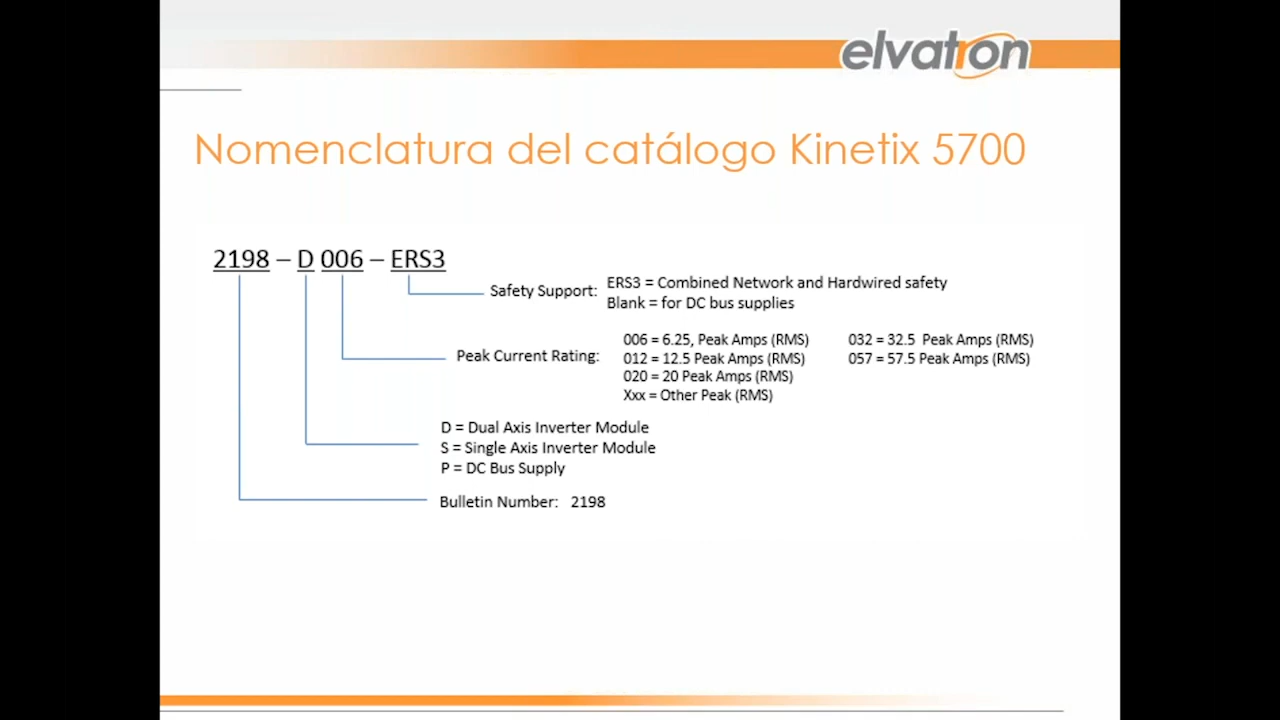 elvatron
Nomenclatura del catálogo Kinetix 5700
2198 – D 006 – ERS3
Safety Support: ERS3 = Combined Network and Hardwired safety
Blank = for DC bus supplies
Peak Current Rating: 006 = 6.25, Peak Amps (RMS) 032 = 32.5 Peak Amps (RMS)
012 = 12.5 Peak Amps (RMS) 057 = 57.5 Peak Amps (RMS)
020 = 20 Peak Amps (RMS)
Xxx = Other Peak (RMS)
D = Dual Axis Inverter Module
S = Single Axis Inverter Module
P = DC Bus Supply
Bulletin Number: 2198